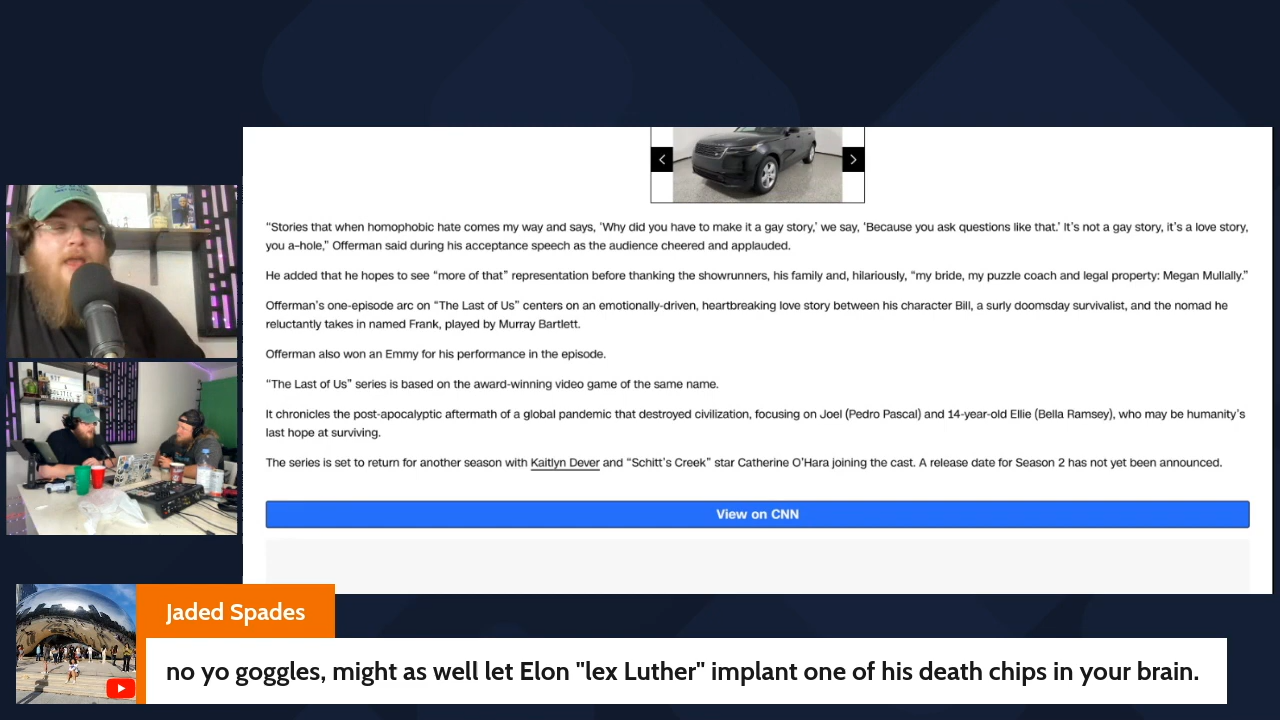 “Stories that when homophobic hate comes my way and says, ‘Why did you have to make it a gay story,’ we say, ‘Because you ask questions like that.’ It’s not a gay story, it’s a love story,
you a-hole,” Offerman said during his acceptance speech as the audience cheered and applauded.
He added that he hopes to see “more of that” representation before thanking the showrunners, his family and, hilariously, “my bride, my puzzle coach and legal property: Megan Mullally.”
Offerman’s one-episode arc on “The Last of Us” centers on an emotionally-driven, heartbreaking love story between his character Bill, a surly doomsday survivalist, and the nomad he
reluctantly takes in named Frank, played by Murray Bartlett.
Offerman also won an Emmy for his performance in the episode.
“The Last of Us” series is based on the award-winning video game of the same name.
It chronicles the post-apocalyptic aftermath of a global pandemic that destroyed civilization, focusing on Joel (Pedro Pascal) and 14-year-old Ellie (Bella Ramsey), who may be humanity’s
last hope at surviving.
The series is set to return for another season with Kaitlyn Dever and “Schitt’s Creek” star Catherine O’Hara joining the cast. A release date for Season 2 has not yet been announced.
View on CNN
Jaded Spades
no yo goggles, might as well let Elon "lex Luther" implant one of his death chips in your brain.